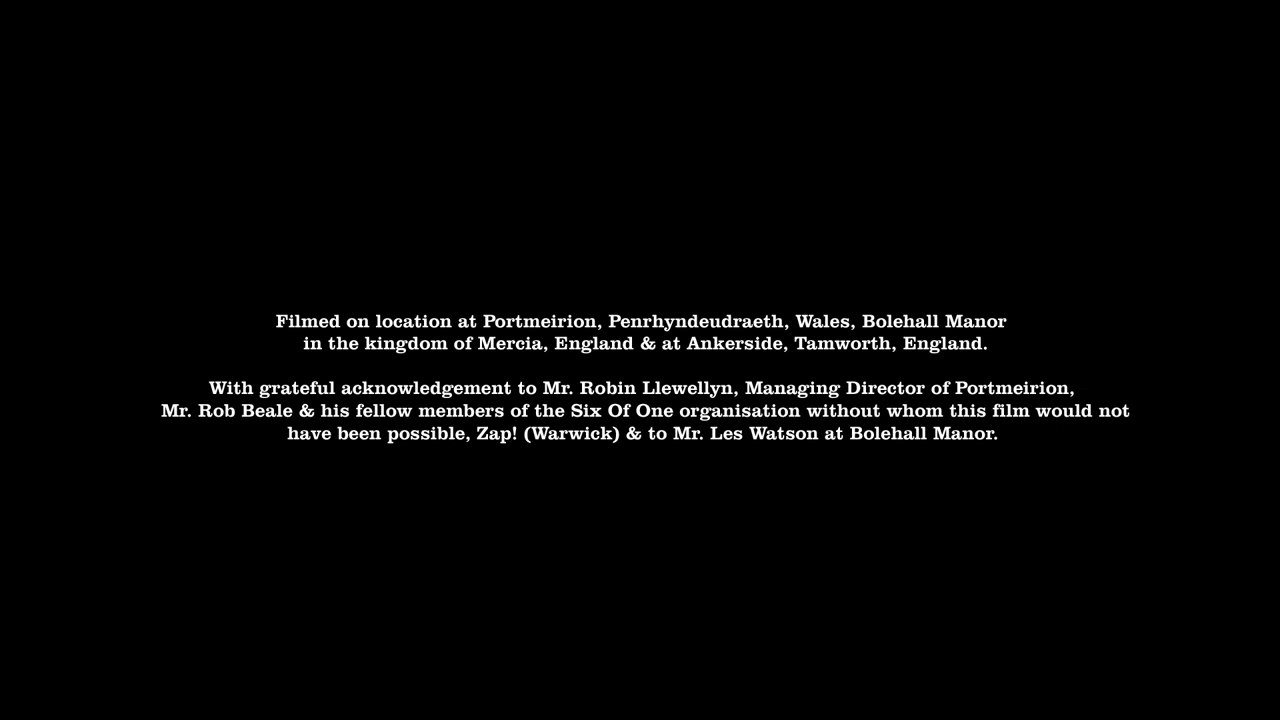 Filmed on location at Portmeirion, Penrhyndeudraeth, Wales, Bolehall Manor
in the kingdom of Mercia, England & at Ankerside, Tamworth, England.
With grateful acknowledgement to Mr. Robin Llewellyn, Managing Director of Portmeirion,
Mr. Rob Beale & his fellow members of the Six Of One organisation without whom this film would not
have been possible, Zap! (Warwick) & to Mr. Les Watson at Bolehall Manor.